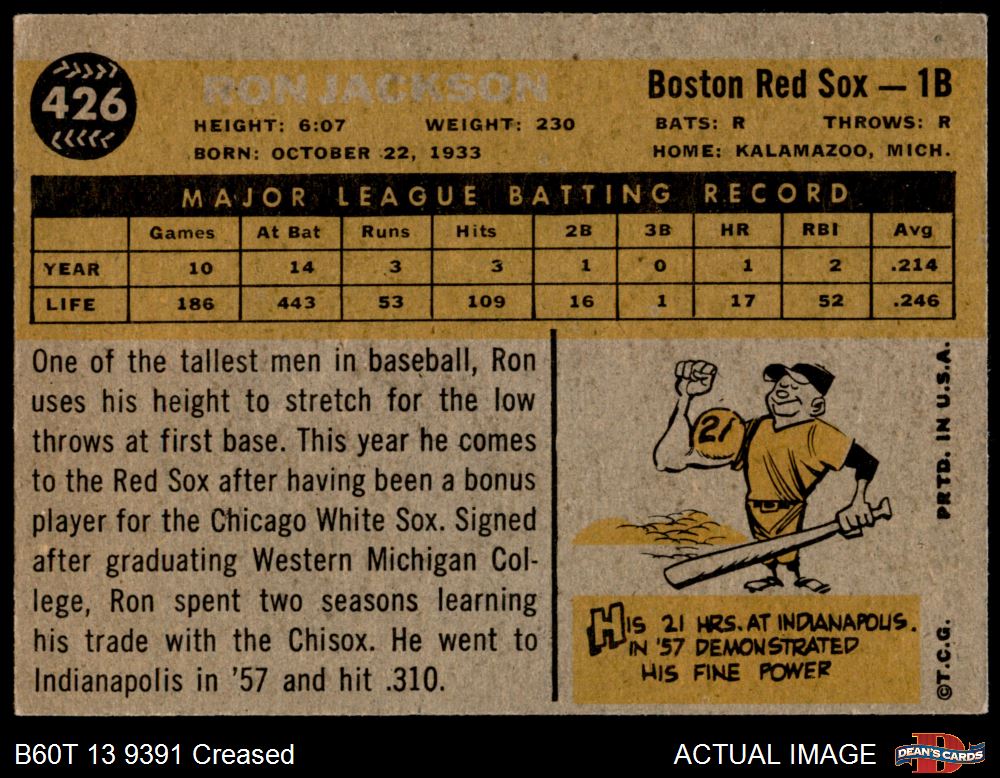 426
RON JACKSON
Boston Red Sox — 1B
HEIGHT: 6:07 WEIGHT: 230 BATS: R THROWS: R
BORN: OCTOBER 22, 1933 HOME: KALAMAZOO, MICH.
MAJOR LEAGUE BATTING RECORD
Games At Bat Runs Hits 2B 3B HR RBI Avg
YEAR 10 14 3 3 1 0 1 2 .214
LIFE 186 443 53 109 16 1 17 52 .246
One of the tallest men in baseball, Ron
uses his height to stretch for the low
throws at first base. This year he comes
to the Red Sox after having been a bonus
player for the Chicago White Sox. Signed
after graduating Western Michigan Col-
lege, Ron spent two seasons learning
his trade with the Chisox. He went to
Indianapolis in '57 and hit .310.
21
HIS 21 HRS. AT INDIANAPOLIS.
IN '57 DEMONSTRATED
HIS FINE POWER
©T.C.G. PRTD. IN U.S.A.
B60T 13 9391 Creased
ACTUAL IMAGE
DEAN'S CARDS